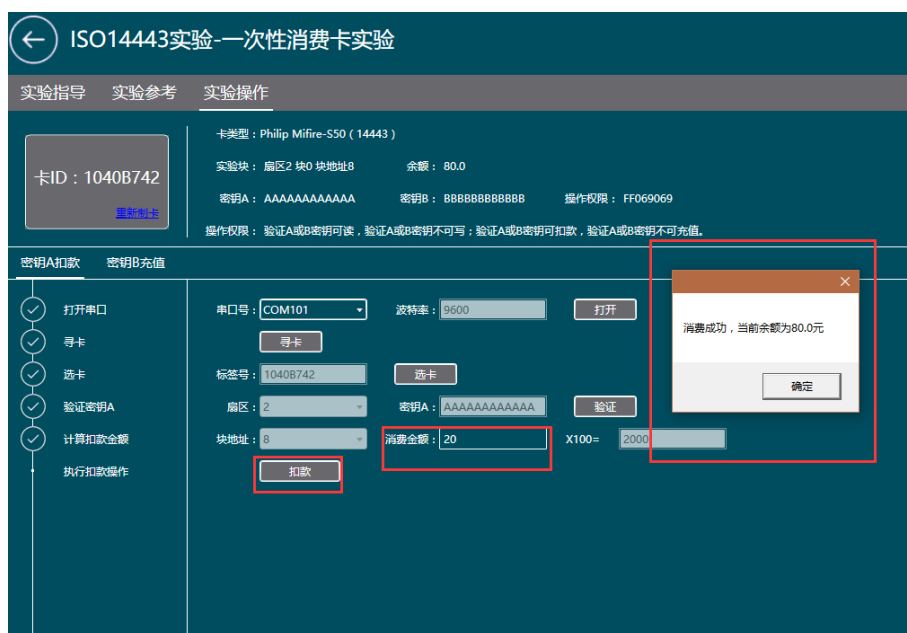 ISO14443实验-一次性消费卡实验
实验指导 实验参考 实验操作
卡类型：Philip Mifire-S50（14443）
卡ID：1040B742
重新制卡
实验块：扇区2 块0 块地址8 余额：80.0
密钥A：AAAAAAAAAAAA 密钥B：BBBBBBBBBBBB 操作权限：FF069069
操作权限：验证A或B密钥可读，验证A或B密钥不可写；验证A或B密钥可扣款，验证A或B密钥不可充值。
密钥A扣款 密钥B充值
打开串口 串口号：COM101 波特率：9600 打开
寻卡 寻卡
选卡 标签号：1040B742 选卡
验证密钥A 扇区：2 密钥A：AAAAAAAAAAAA 验证
计算扣款金额 块地址：8 消费金额：20 X100= 2000
执行扣款操作 扣款
消费成功，当前余额为80.0元
确定